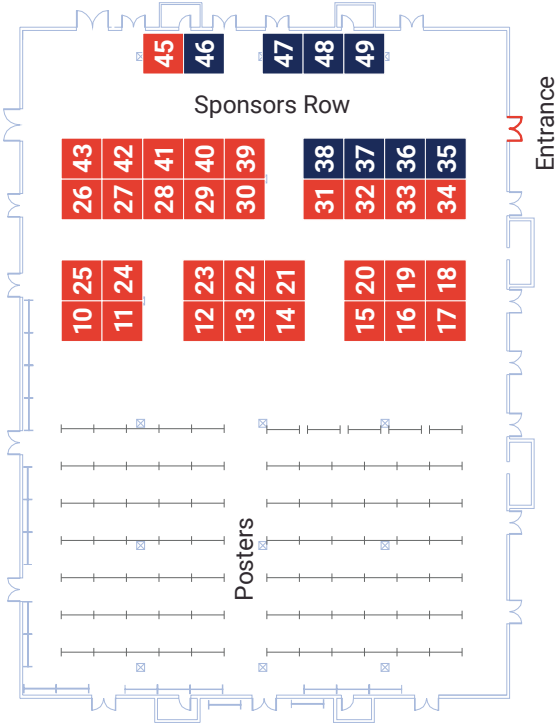 45 46 47 48 49
Sponsors Row
Entrance
43 42 41 40 39 38 37 36 35
26 27 28 29 30 31 32 33 34
25 24 23 22 21 20 19 18
10 11 12 13 14 15 16 17
Posters